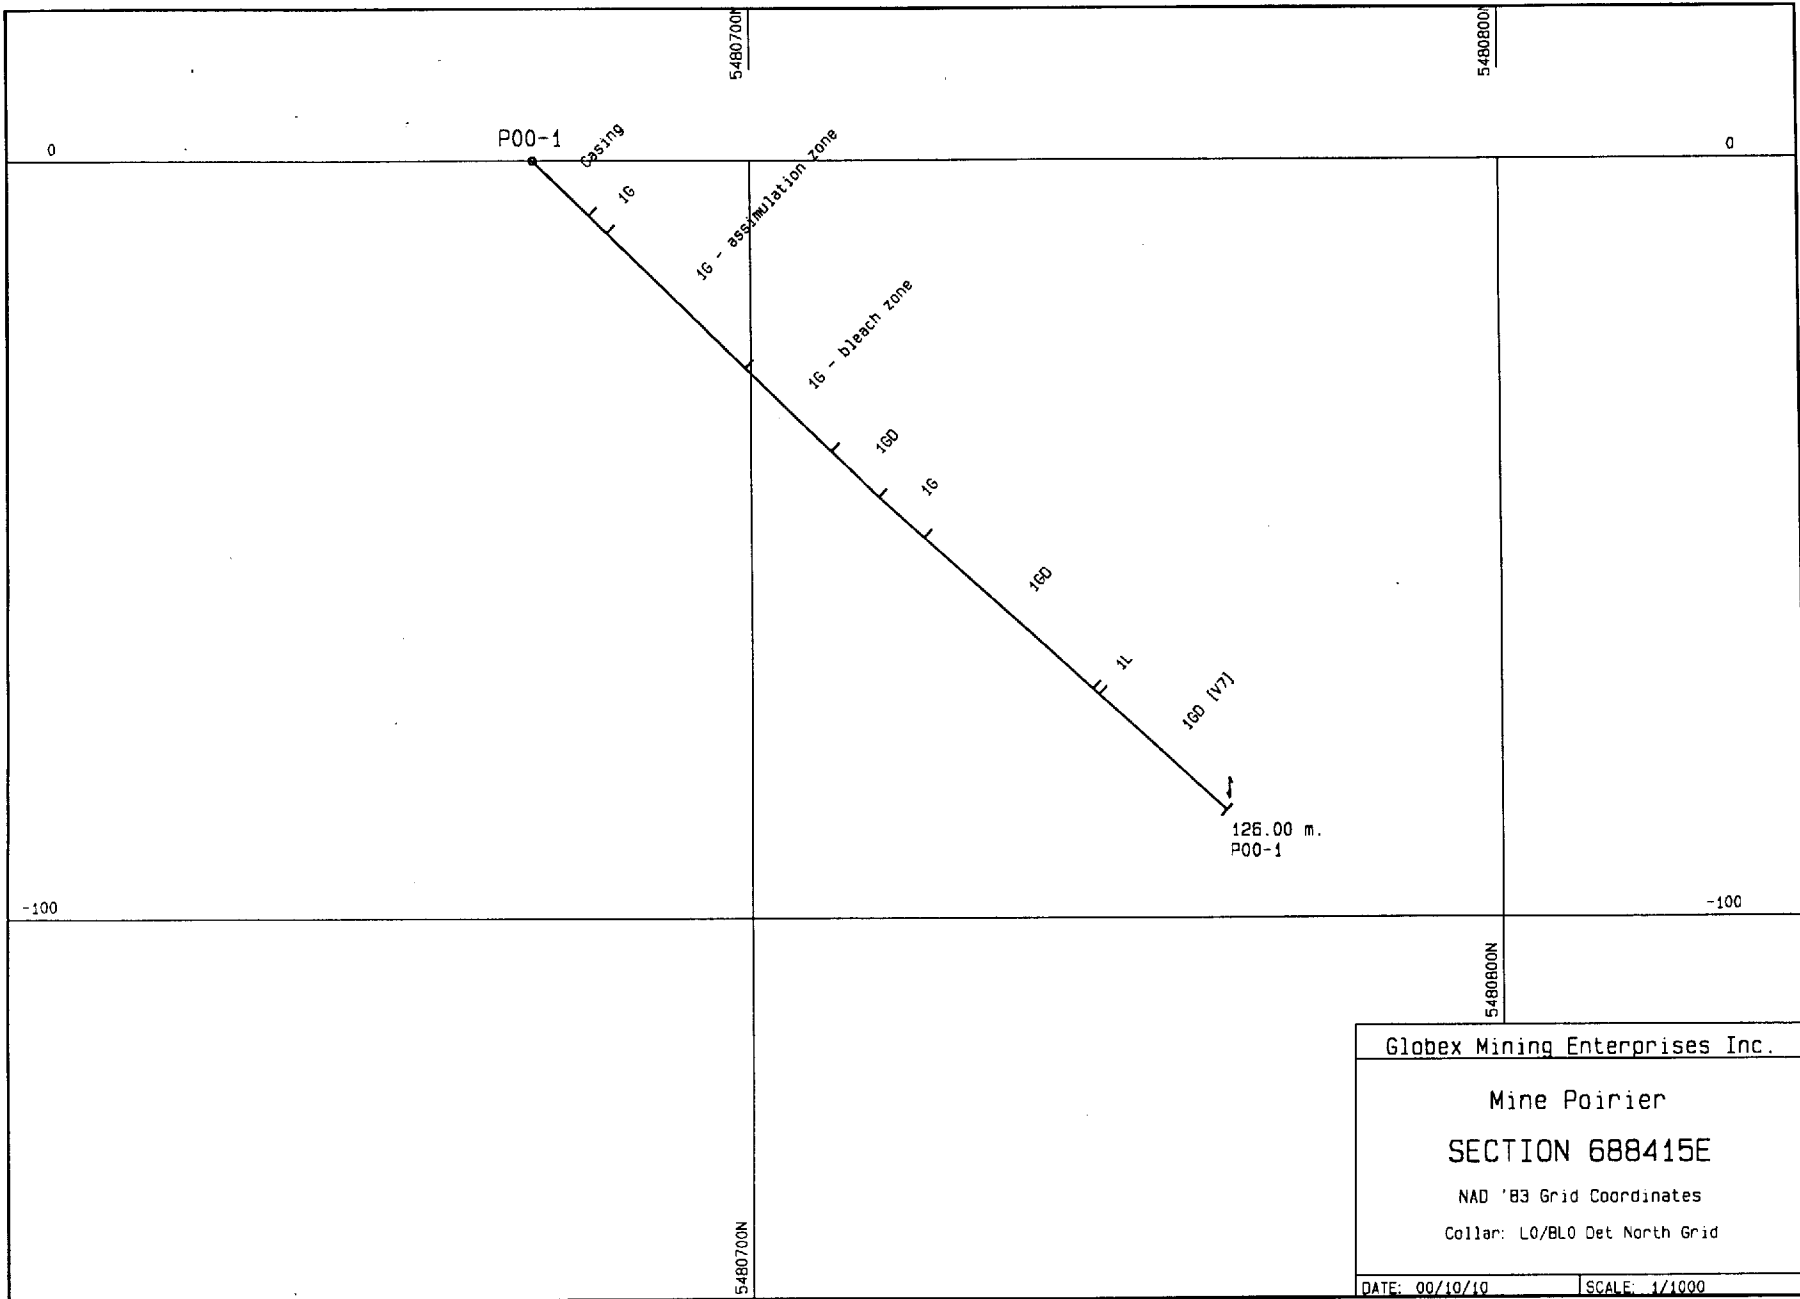 5480700N
5480800N
0
P00-1
Casing
0
1G
1G - assimulation zone
1G - bleach zone
1GD
1G
1GD
1L
1GD [V7]
126.00 m.
P00-1
-100
-100
5480800N
5480700N
Globex Mining Enterprises Inc.
Mine Poirier
SECTION 688415E
NAD '83 Grid Coordinates
Collar: L0/BL0 Det North Grid
DATE: 00/10/10
SCALE: 1/1000